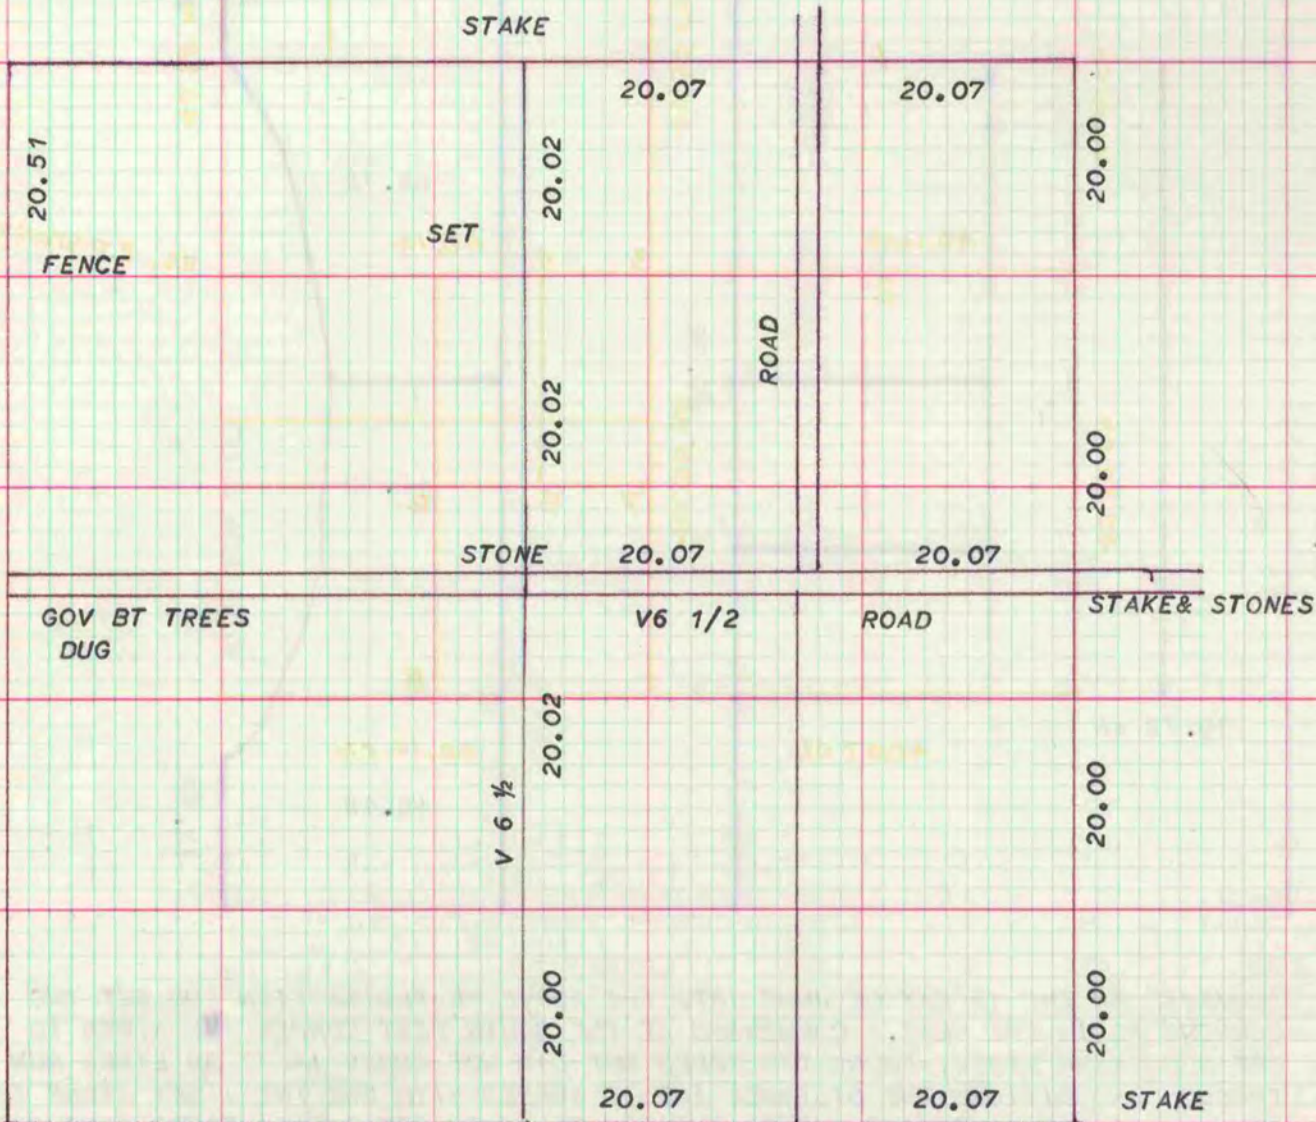 STAKE
20.07
20.07
20.51
20.02
20.00
SET
FENCE
ROAD
20.02
20.00
STONE
20.07
20.07
GOV BT TREES
DUG
V6 1/2
ROAD
STAKE& STONES
20.02
V 6 ½
20.00
20.00
20.00
20.07
20.07
STAKE